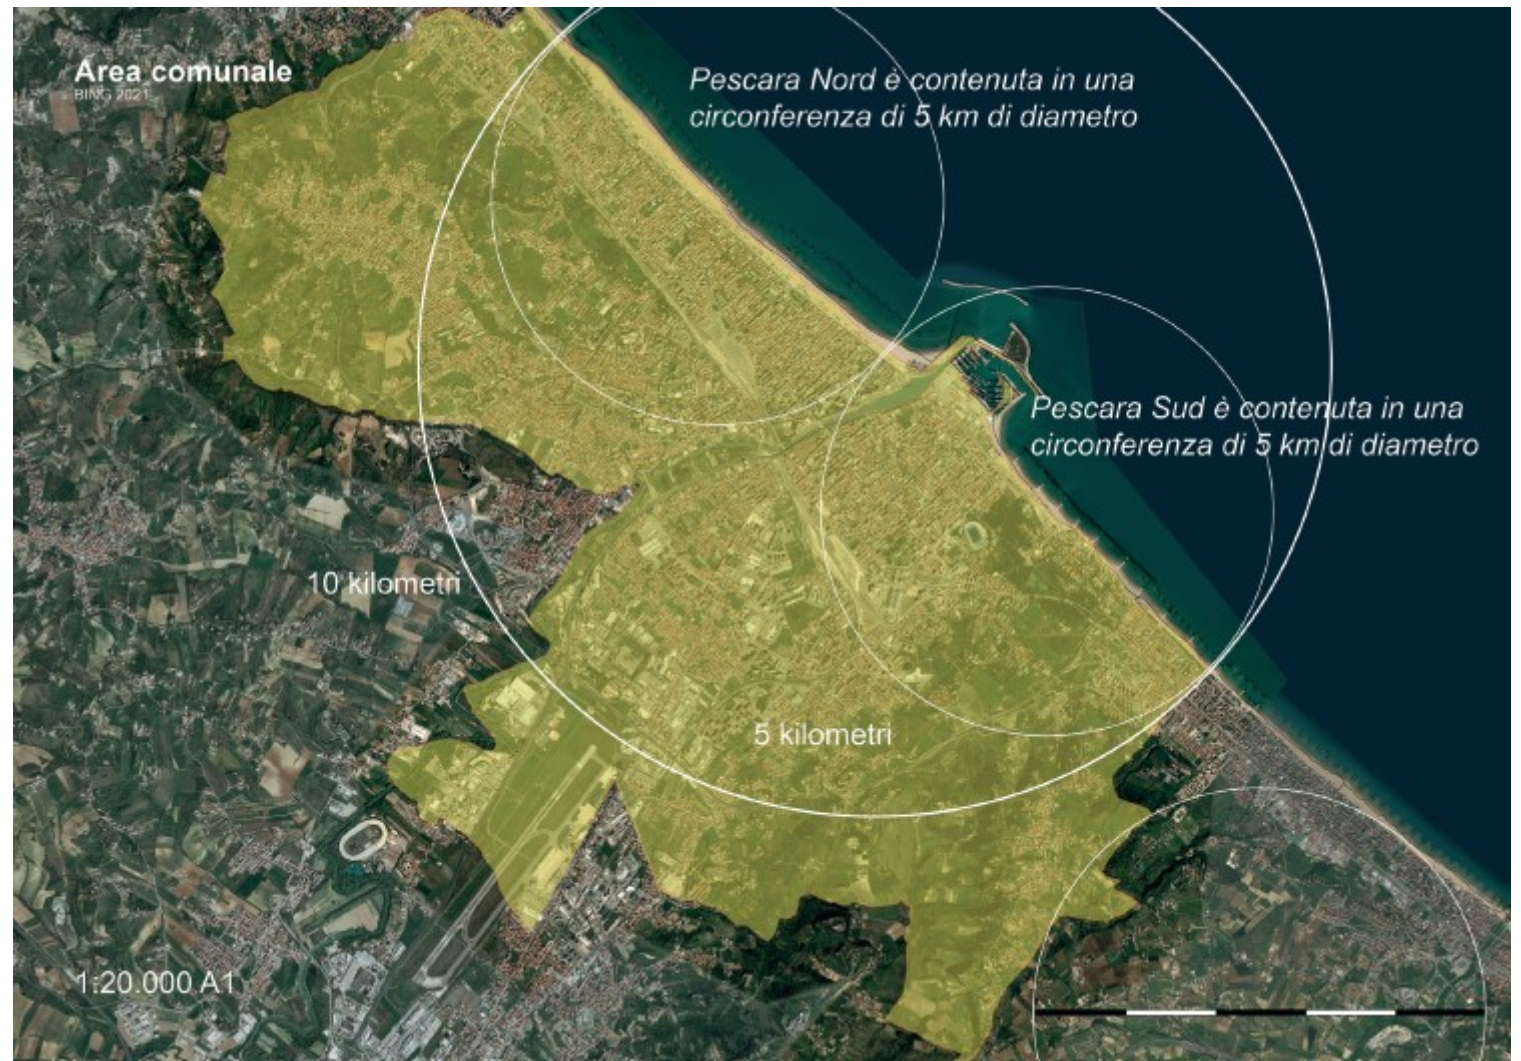 Area comunale
BING 2021
Pescara Nord è contenuta in una
circonferenza di 5 km di diametro
Pescara Sud è contenuta in una
circonferenza di 5 km di diametro
10 kilometri
5 kilometri
1:20.000 A1